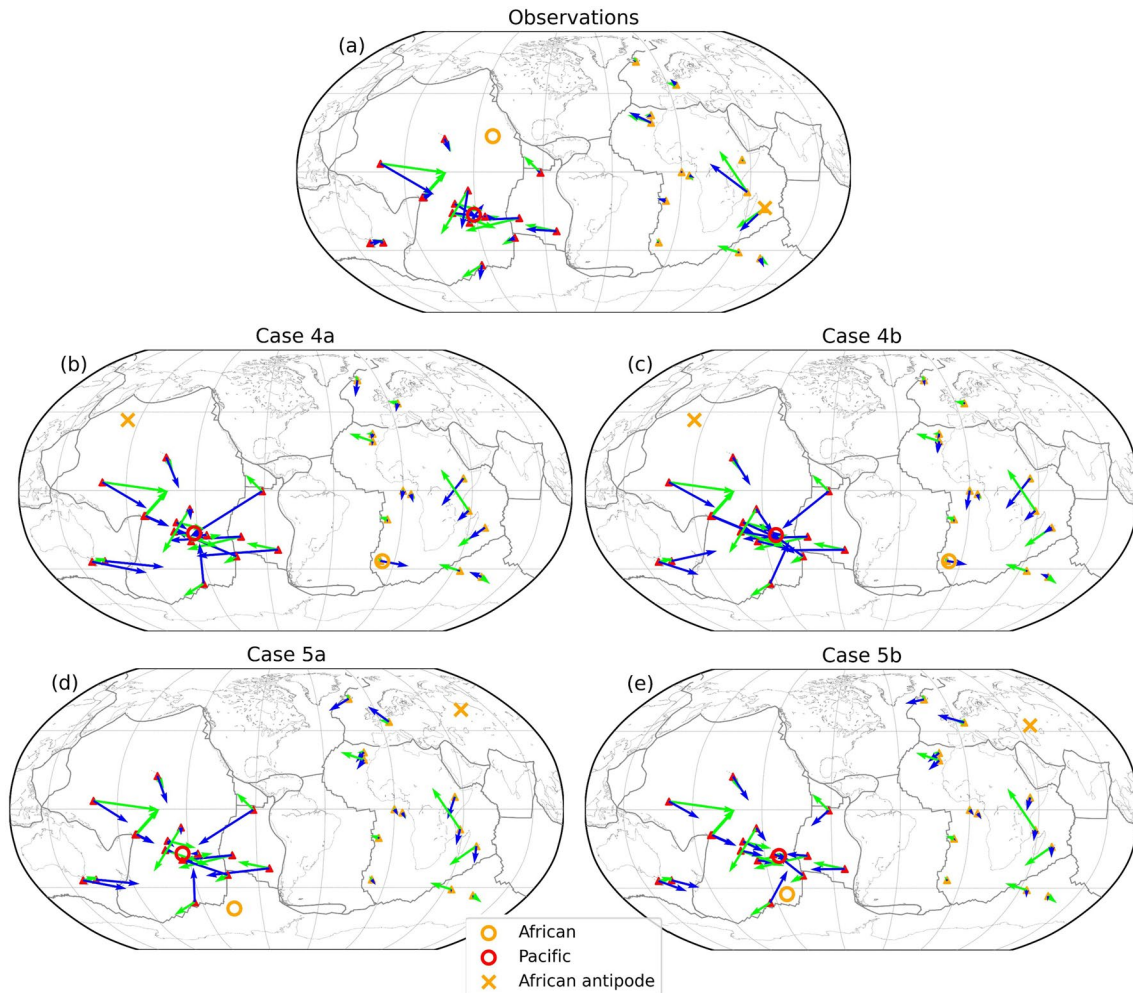 Observations
(a)
Case 4a
Case 4b
(b)
(c)
Case 5a
Case 5b
(d)
(e)
African
Pacific
African antipode